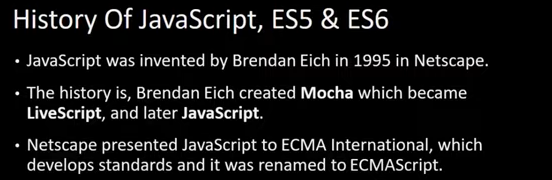 History Of JavaScript, ES5 & ES6
• JavaScript was invented by Brendan Eich in 1995 in Netscape.
• The history is, Brendan Eich created Mocha which became
LiveScript, and later JavaScript.
• Netscape presented JavaScript to ECMA International, which
develops standards and it was renamed to ECMAScript.